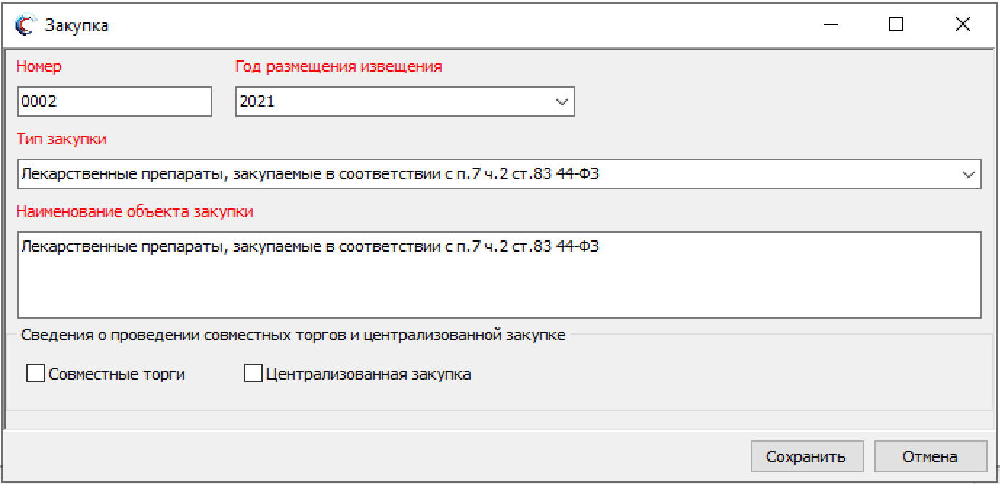 Закупка
Номер
Год размещения извещения
0002
2021
Тип закупки
Лекарственные препараты, закупаемые в соответствии с п.7 ч.2 ст.83 44-ФЗ
Наименование объекта закупки
Лекарственные препараты, закупаемые в соответствии с п.7 ч.2 ст.83 44-ФЗ
Сведения о проведении совместных торгов и централизованной закупке
Совместные торги
Централизованная закупка
Сохранить
Отмена